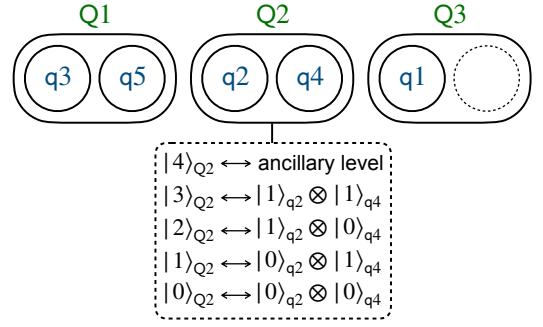 Q1 Q2 Q3
q3 q5 q2 q4 q1
|4⟩Q2 ⟷ ancillary level
|3⟩Q2 ⟷ |1⟩q2 ⊗ |1⟩q4
|2⟩Q2 ⟷ |1⟩q2 ⊗ |0⟩q4
|1⟩Q2 ⟷ |0⟩q2 ⊗ |1⟩q4
|0⟩Q2 ⟷ |0⟩q2 ⊗ |0⟩q4